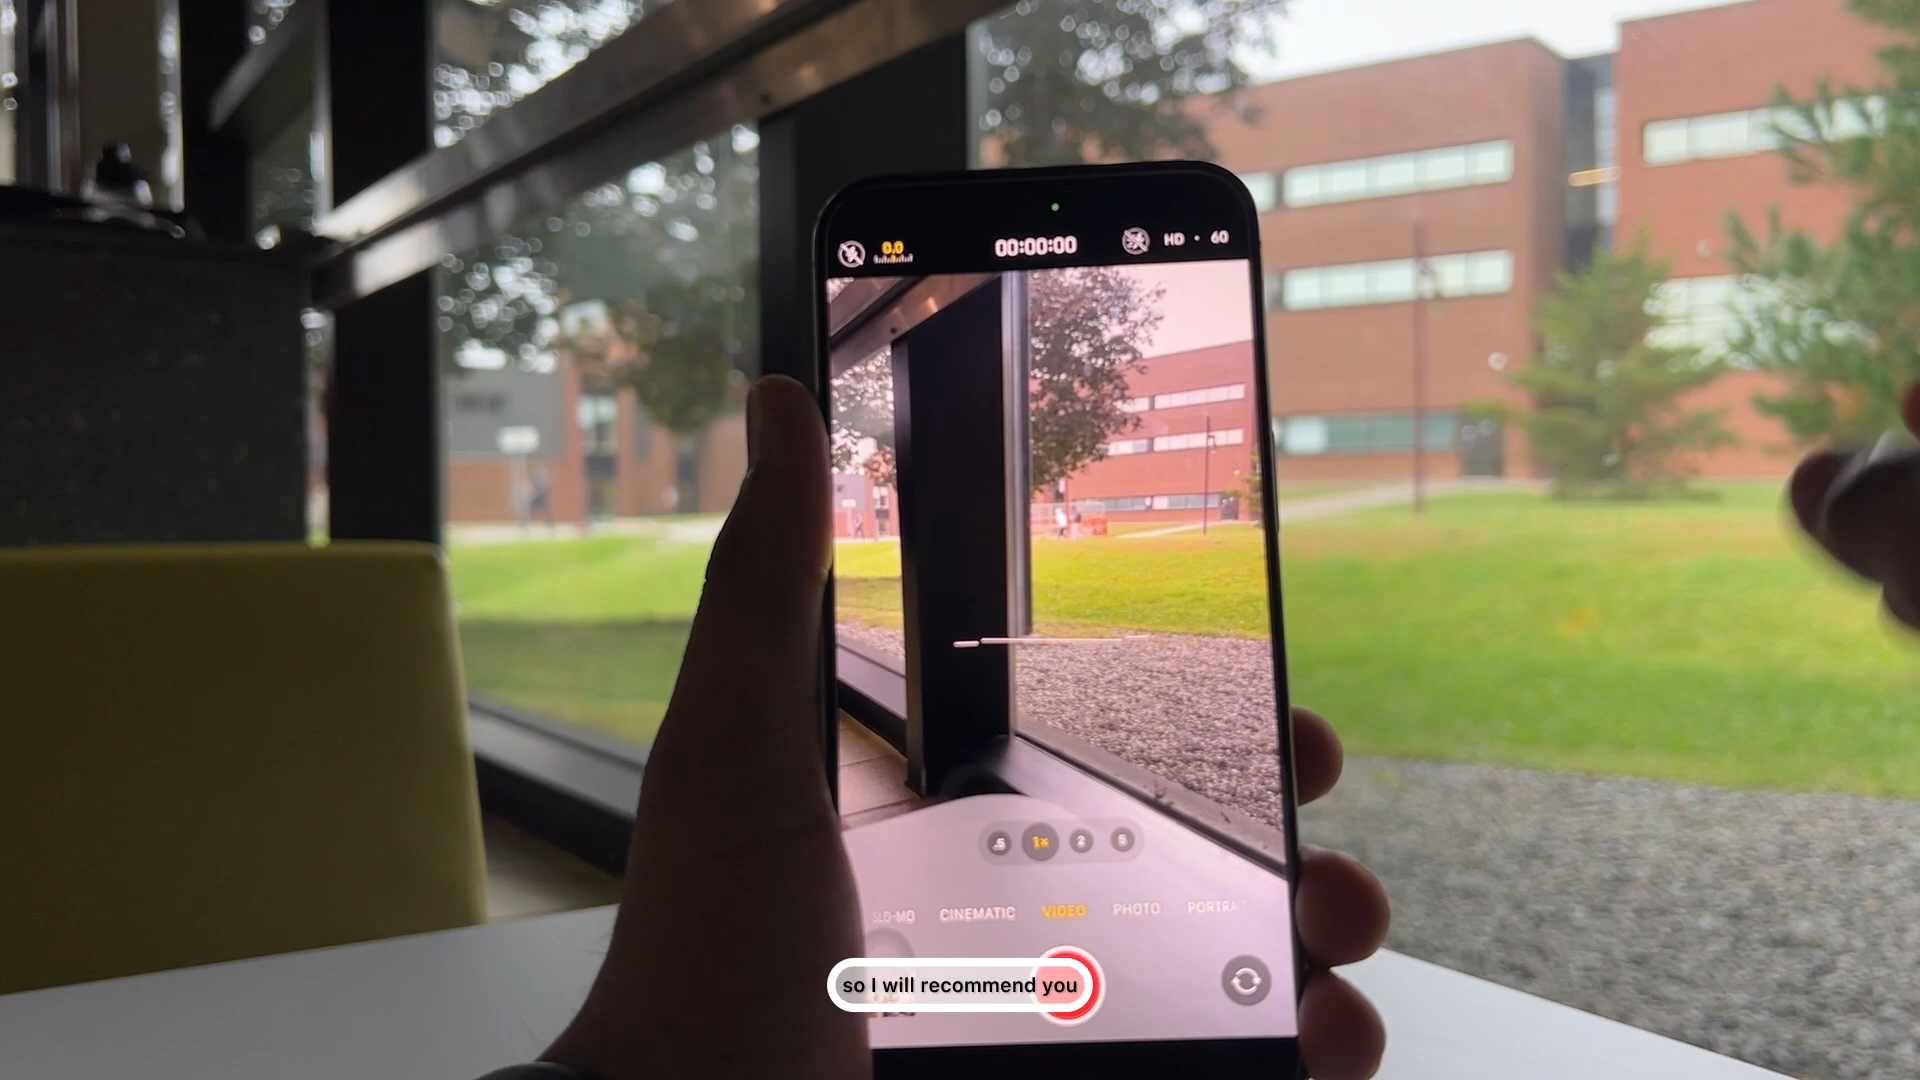 0.0
00:00:00
HD · 60
.5 1× 2 5
SLO-MO CINEMATIC VIDEO PHOTO PORTRAIT
so I will recommend you